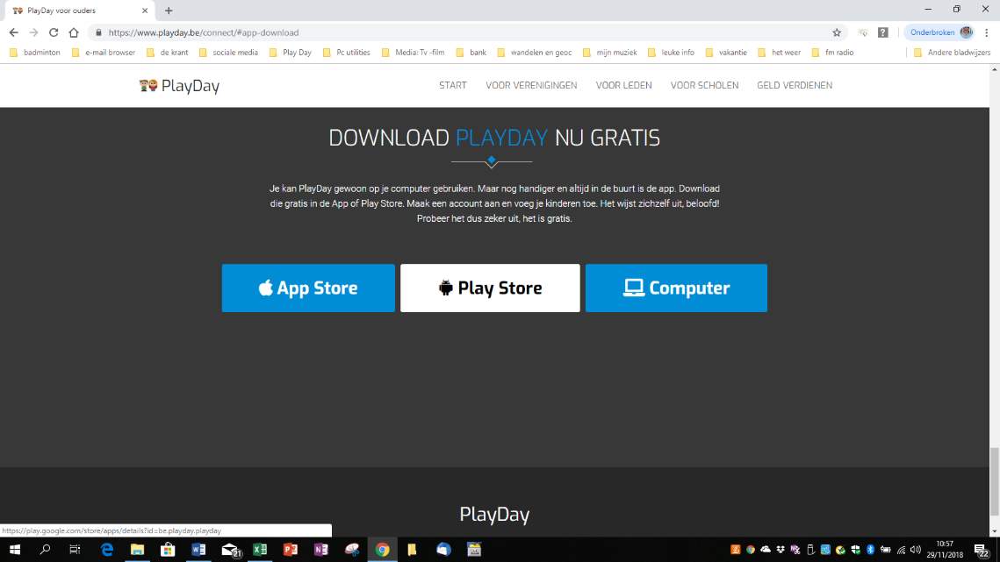 PlayDay voor ouders
https://www.playday.be/connect/#app-download
Onderbroken
badminton
e-mail browser
de krant
sociale media
Play Day
Pc utilities
Media: Tv -film
bank
wandelen en geoc
mijn muziek
leuke info
vakantie
het weer
fm radio
Andere bladwijzers
PlayDay
START
VOOR VERENIGINGEN
VOOR LEDEN
VOOR SCHOLEN
GELD VERDIENEN
DOWNLOAD PLAYDAY NU GRATIS
Je kan PlayDay gewoon op je computer gebruiken. Maar nog handiger en altijd in de buurt is de app. Download
die gratis in de App of Play Store. Maak een account aan en voeg je kinderen toe. Het wijst zichzelf uit, beloofd!
Probeer het dus zeker uit, het is gratis.
App Store
Play Store
Computer
PlayDay
https://play.google.com/store/apps/details?id=be.playday.playday
21
10:57
29/11/2018
22